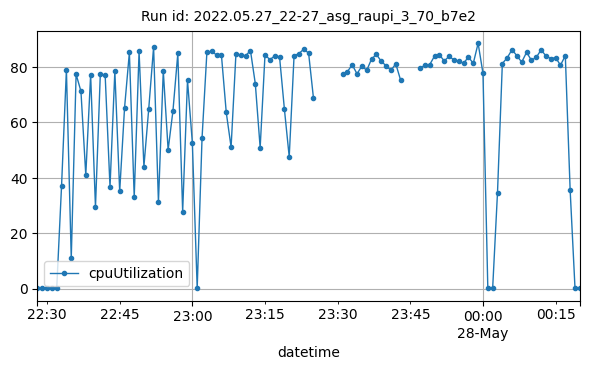 Run id: 2022.05.27_22-27_asg_raupi_3_70_b7e2
80
60
40
20
0
cpuUtilization
22:30 22:45 23:00 23:15 23:30 23:45 00:00 00:15
28-May
datetime